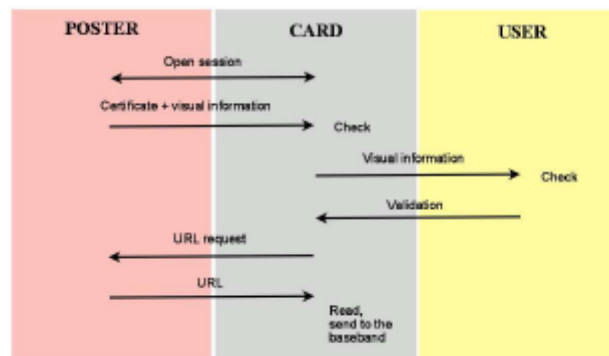 POSTER CARD USER
Open session
Certificate + visual information
Check
Visual information
Check
Validation
URL request
URL
Read,
send to the
baseband